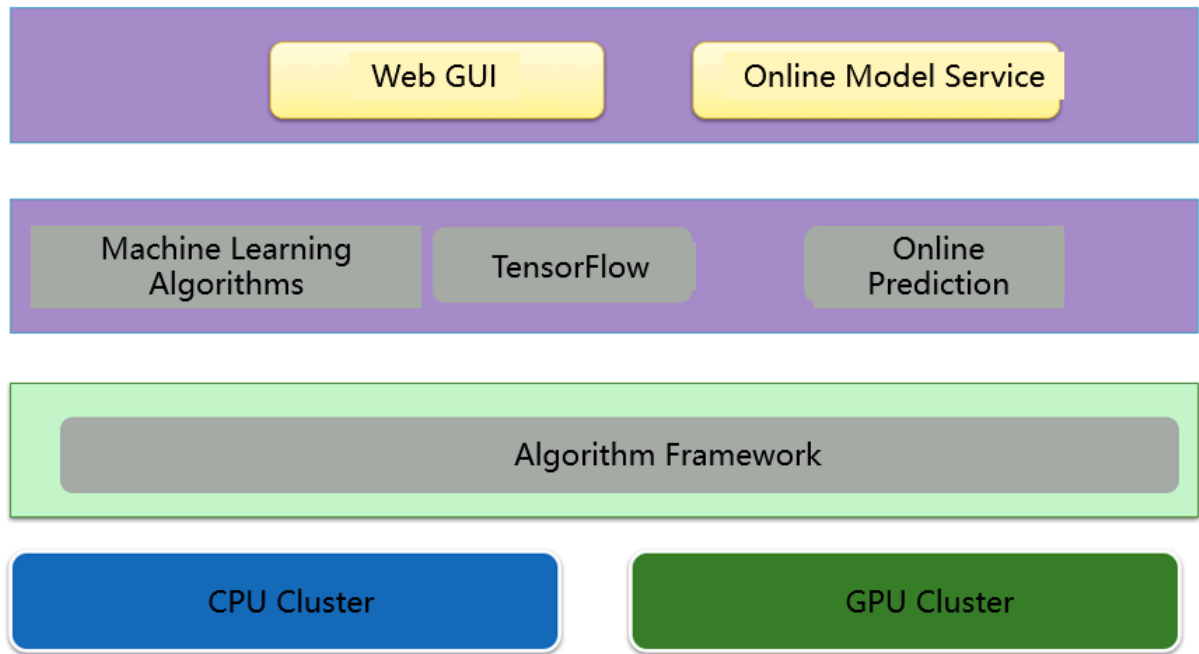 Web GUI
Online Model Service
Machine Learning
Algorithms
TensorFlow
Online
Prediction
Algorithm Framework
CPU Cluster
GPU Cluster